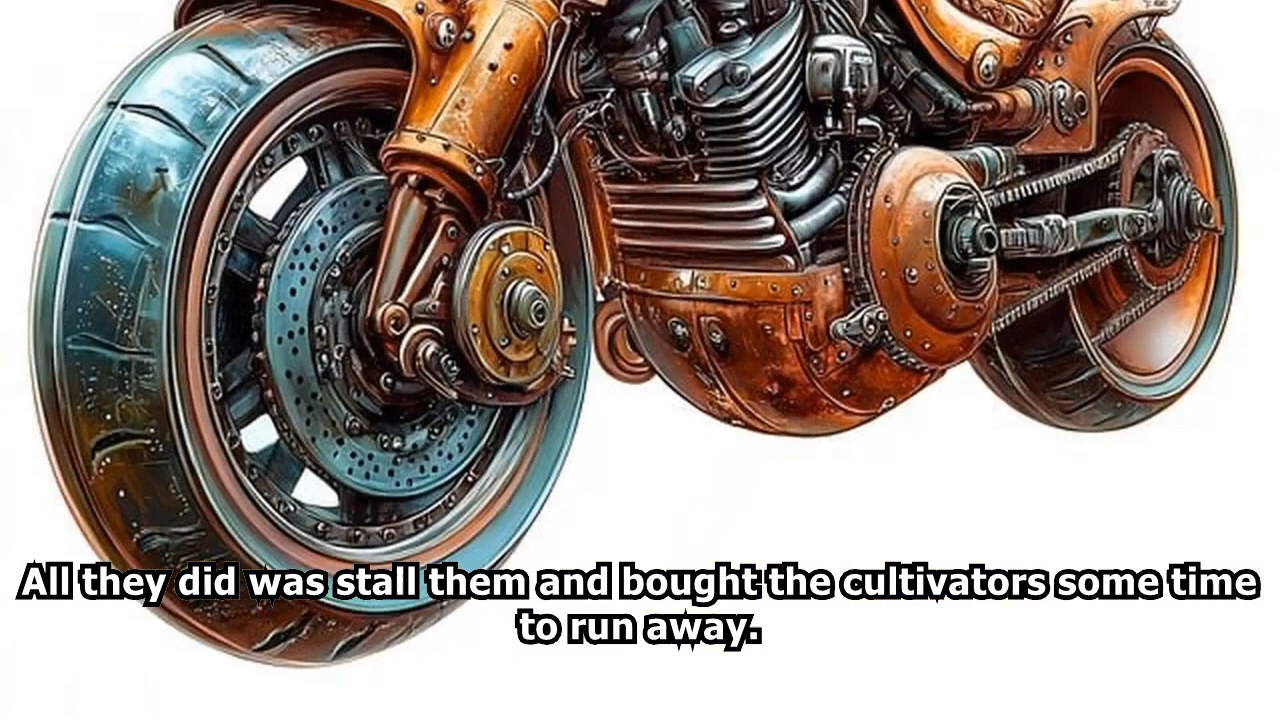 All they did was stall them and bought the cultivators some time
to run away.